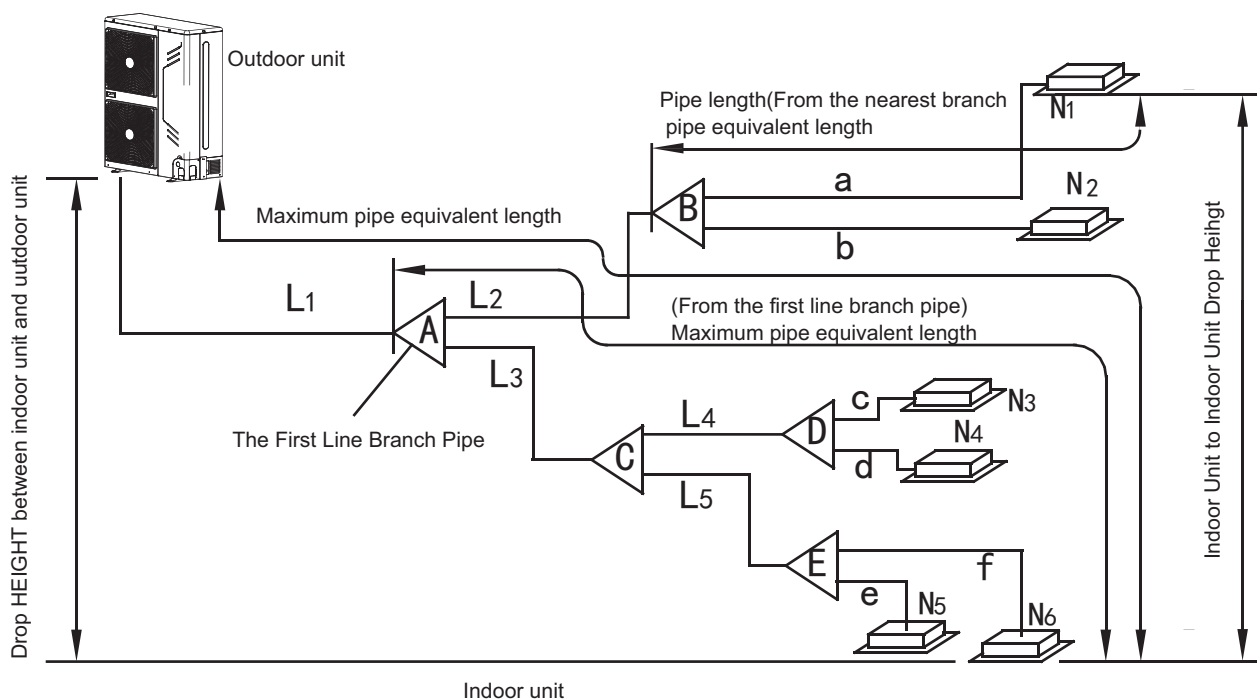 Outdoor unit
Pipe length(From the nearest branch
pipe equivalent length
N1
a
N2
B
b
Maximum pipe equivalent length
L1
L2
(From the first line branch pipe)
Maximum pipe equivalent length
A
L3
The First Line Branch Pipe
L4
c
N3
D
N4
C
d
L5
E
f
e
N5
N6
Drop HEIGHT between indoor unit and uutdoor unit
Indoor Unit to Indoor Unit Drop Heihgt
Indoor unit